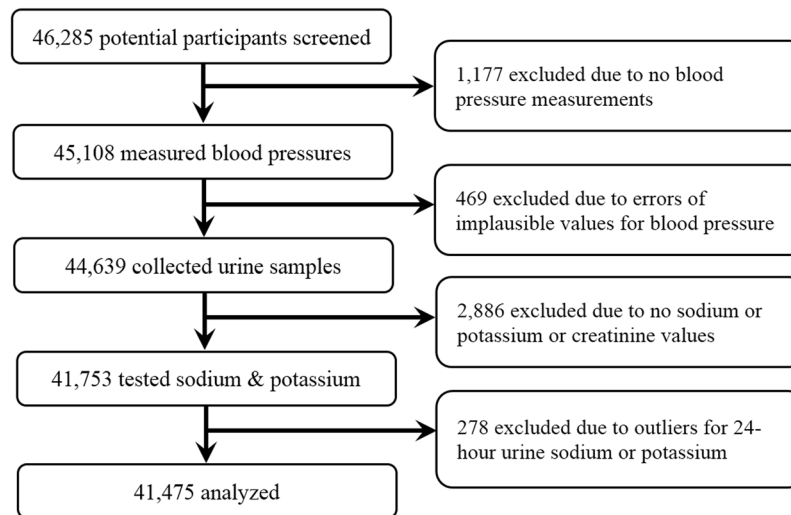 46,285 potential participants screened
1,177 excluded due to no blood
pressure measurements
45,108 measured blood pressures
469 excluded due to errors of
implausible values for blood pressure
44,639 collected urine samples
2,886 excluded due to no sodium or
potassium or creatinine values
41,753 tested sodium & potassium
278 excluded due to outliers for 24-
hour urine sodium or potassium
41,475 analyzed